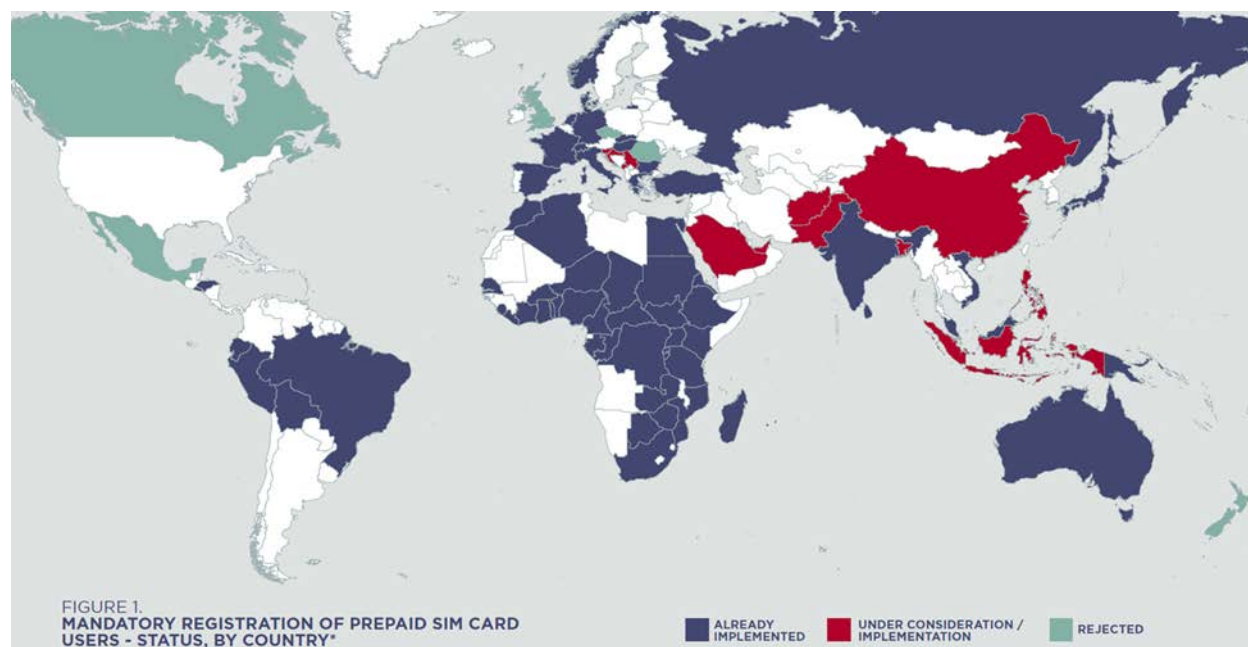 FIGURE 1.
MANDATORY REGISTRATION OF PREPAID SIM CARD
USERS - STATUS, BY COUNTRY*
ALREADY
IMPLEMENTED
UNDER CONSIDERATION /
IMPLEMENTATION
REJECTED